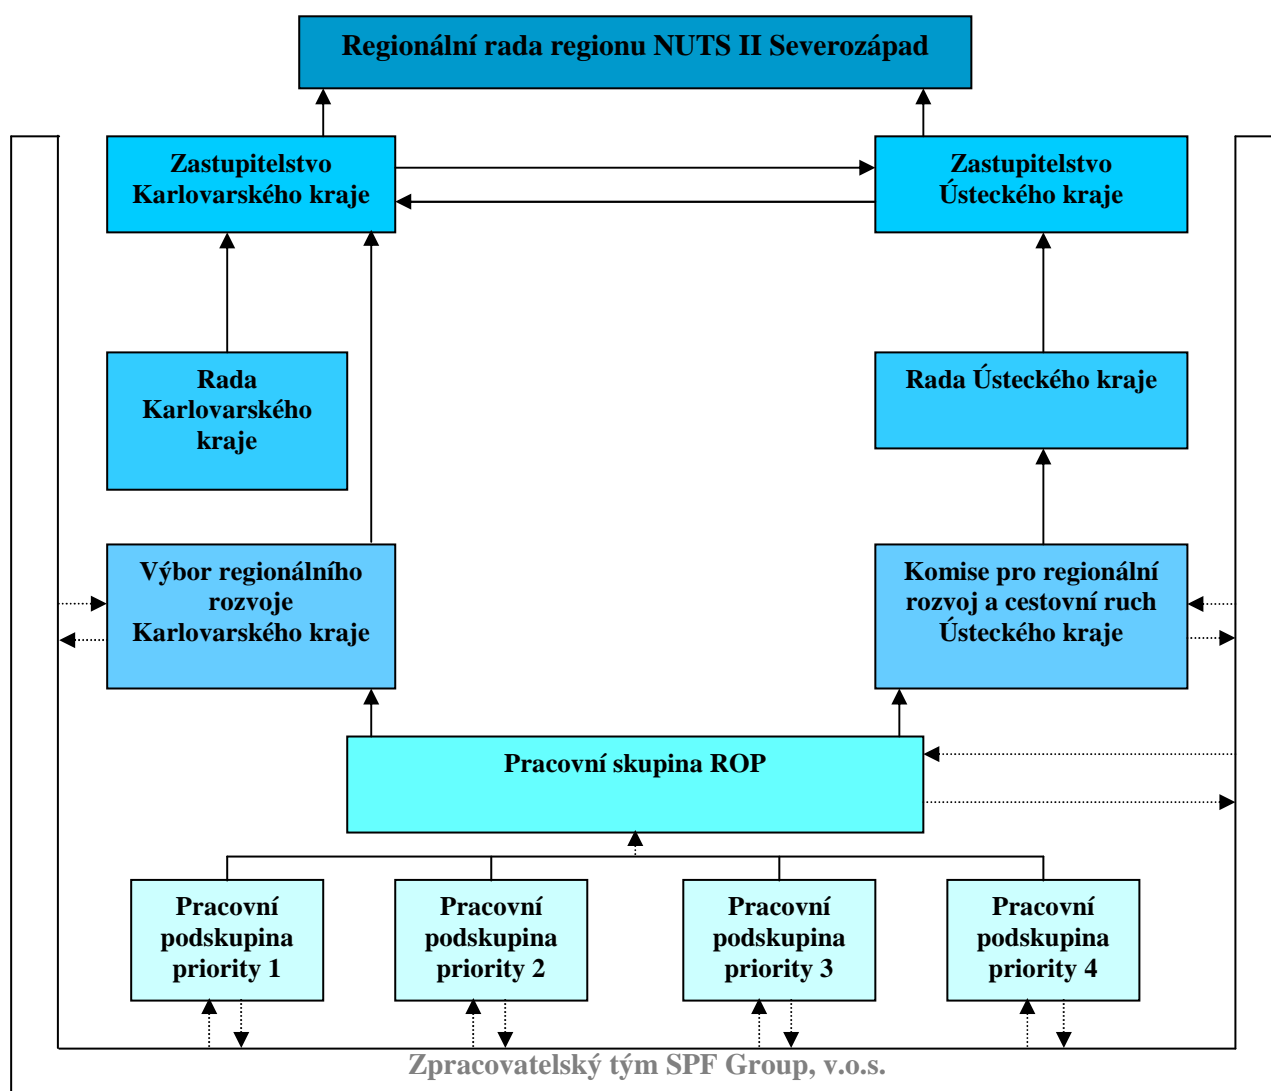 Regionální rada regionu NUTS II Severozápad
Zastupitelstvo
Karlovarského kraje
Zastupitelstvo
Ústeckého kraje
Rada
Karlovarského
kraje
Rada Ústeckého kraje
Výbor regionálního
rozvoje
Karlovarského kraje
Komise pro regionální
rozvoj a cestovní ruch
Ústeckého kraje
Pracovní skupina ROP
Pracovní
podskupina
priority 1
Pracovní
podskupina
priority 2
Pracovní
podskupina
priority 3
Pracovní
podskupina
priority 4
Zpracovatelský tým SPF Group, v.o.s.